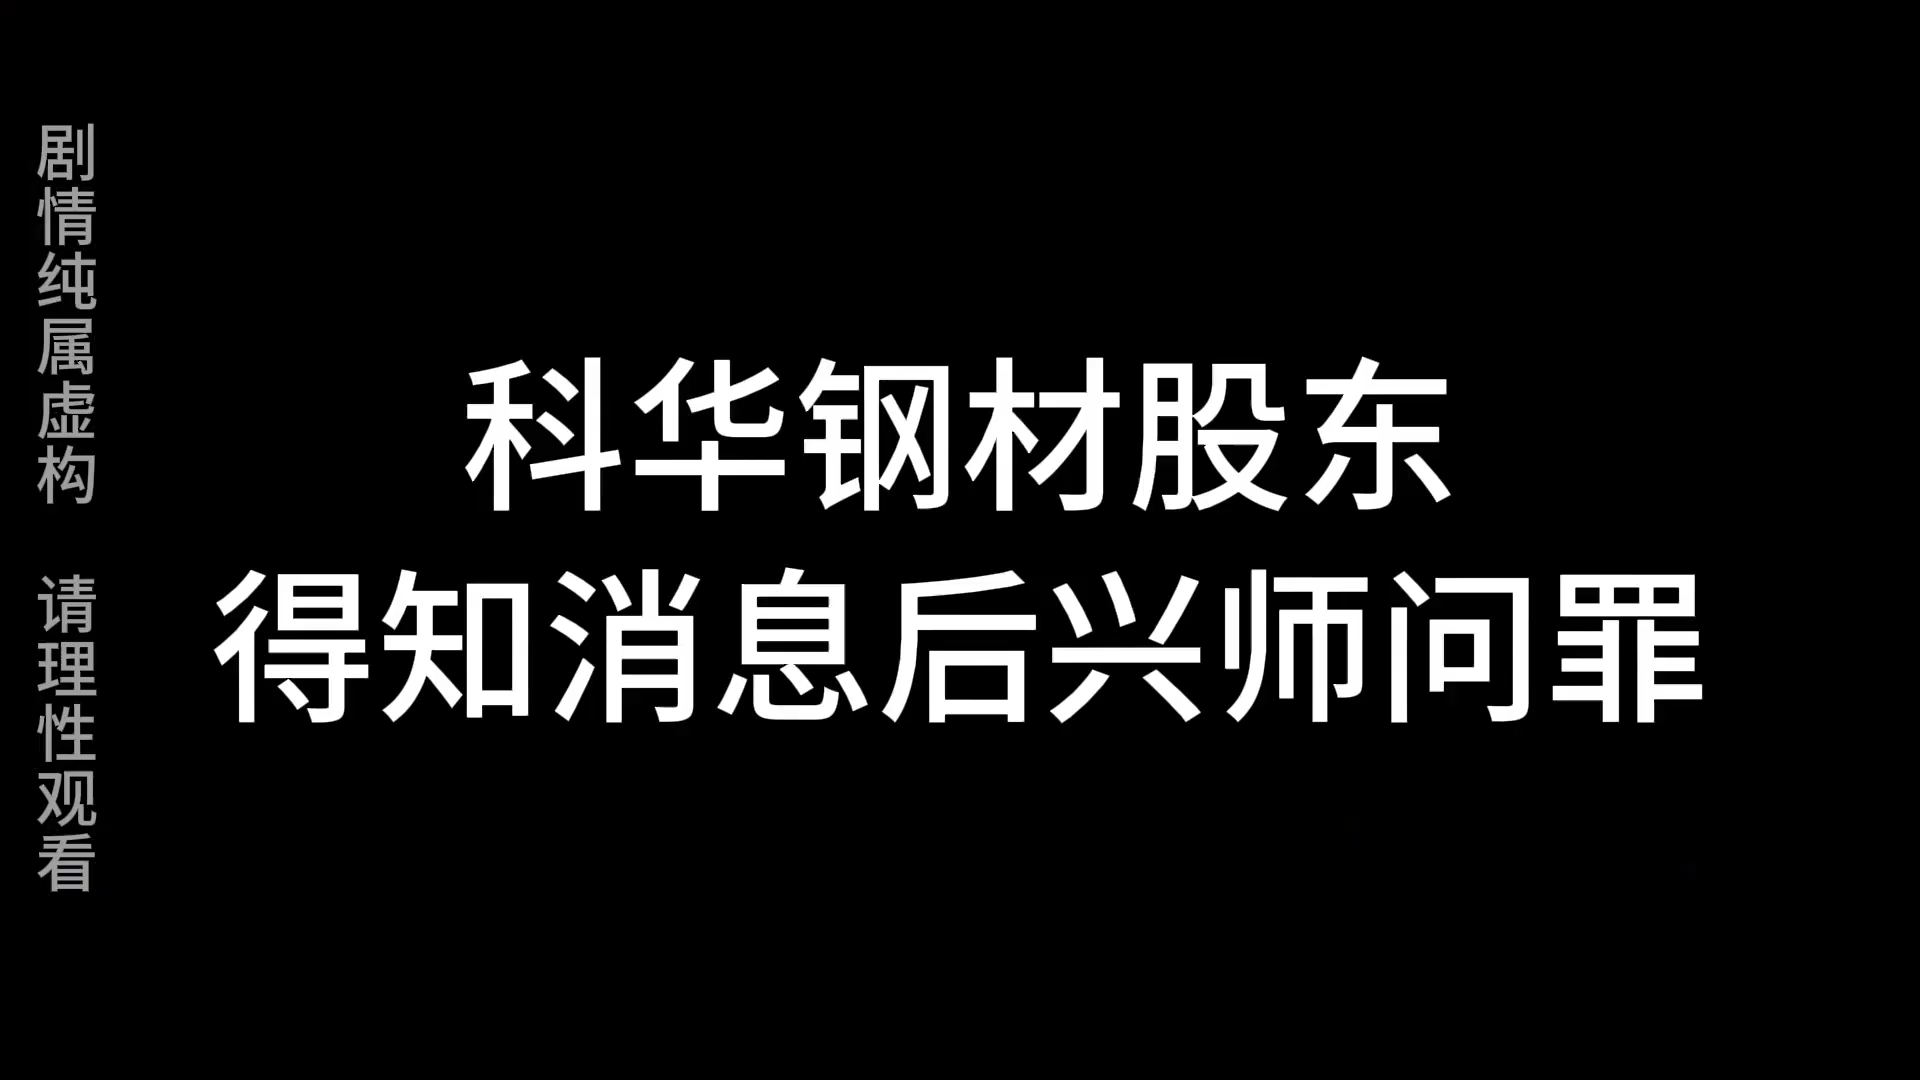 剧情纯属虚构 请理性观看
科华钢材股东
得知消息后兴师问罪